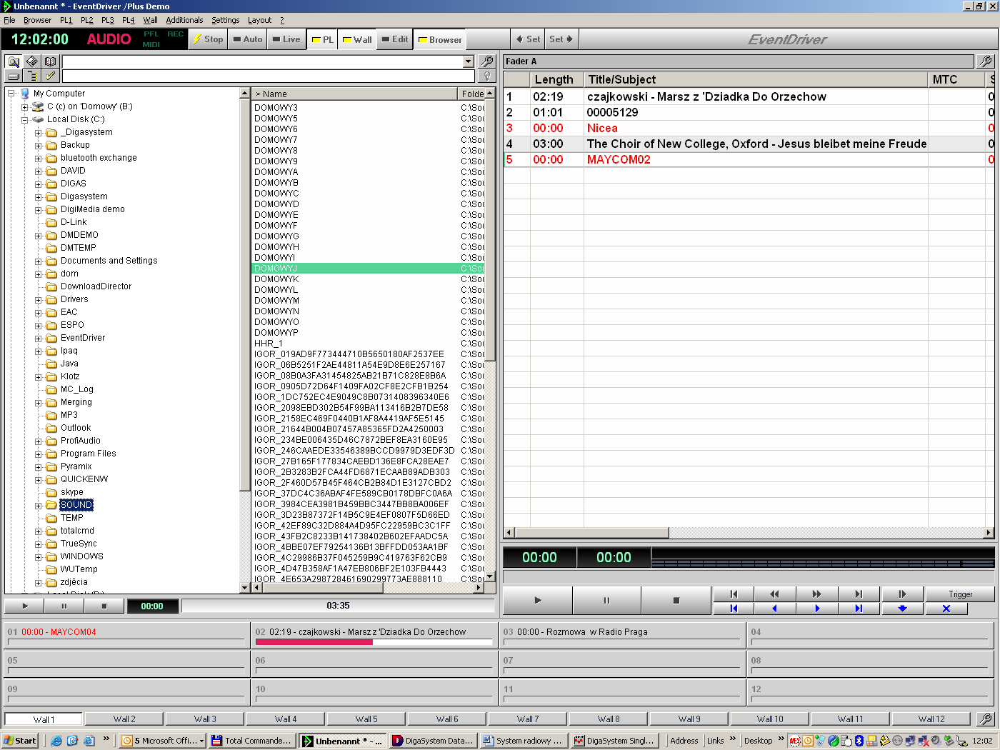 Unbenannt * - EventDriver /Plus Demo
File Browser PL1 PL2 PL3 PL4 Wall Additionals Settings Layout ?
12:02:00 AUDIO PFL REC MIDI Stop Auto Live PL Wall Edit Browser Set Set EventDriver
My Computer
C (c) on 'Domowy' (B:)
Local Disk (C:)
_Digasystem
Backup
bluetooth exchange
DAVID
DIGAS
Digasystem
DigiMedia demo
D-Link
DMDEMO
DMTEMP
Documents and Settings
dom
DownloadDirector
Drivers
EAC
ESPO
EventDriver
Ipaq
Java
Klotz
MC_Log
Merging
MP3
Outlook
ProfiAudio
Program Files
Pyramix
QUICKENW
skype
SOUND
TEMP
totalcmd
TrueSync
WINDOWS
WUTemp
zdjêcia
> Name Folde
DOMOWY3 C:\Sou
DOMOWY5 C:\Sou
DOMOWY6 C:\Sou
DOMOWY7 C:\Sou
DOMOWY8 C:\Sou
DOMOWY9 C:\Sou
DOMOWYA C:\Sou
DOMOWYB C:\Sou
DOMOWYC C:\Sou
DOMOWYD C:\Sou
DOMOWYE C:\Sou
DOMOWYF C:\Sou
DOMOWYG C:\Sou
DOMOWYH C:\Sou
DOMOWYI C:\Sou
DOMOWYJ C:\Sou
DOMOWYK C:\Sou
DOMOWYL C:\Sou
DOMOWYM C:\Sou
DOMOWYN C:\Sou
DOMOWYO C:\Sou
DOMOWYP C:\Sou
HHR_1 C:\Sou
IGOR_019AD9F773444710B5650180AF2537EE C:\Sou
IGOR_06B5251F2AE44811A54E9D8E6E257167 C:\Sou
IGOR_08B0A3FA31454825AB21B71C828E8B6A C:\Sou
IGOR_0905D72D64F1409FA02CF8E2CFB1B254 C:\Sou
IGOR_1DC752EC4E9049C8B0731408396340E6 C:\Sou
IGOR_2098EBD302B54F99BA113416B2B7DE58 C:\Sou
IGOR_2158EC469F0440B1AF8A4419AF5E5145 C:\Sou
IGOR_21644B004B07457A85365FD2A4250003 C:\Sou
IGOR_234BE006435D46C7872BEF8EA3160E95 C:\Sou
IGOR_246CAAEDE33546389BCCD9979D3EDF3D C:\Sou
IGOR_27B165F177834CAEBD136E8FCA28EAE7 C:\Sou
IGOR_2B3283B2FCA44FD6871ECAAB89ADB303 C:\Sou
IGOR_2F460D57B45F464CB2B84D1E3127CBD2 C:\Sou
IGOR_37DC4C36ABAF4FE589CB0178DBFC0A6A C:\Sou
IGOR_3984CEA3981B459BBC3447BB8BA006EF C:\Sou
IGOR_3D23B87372F14B5C9E4EF0807F5D66ED C:\Sou
IGOR_42EF89C32D884A4D95FC22959BC3C1FF C:\Sou
IGOR_43FB2C8233B141738402B602EFAADC5A C:\Sou
IGOR_4BBE07EF79254136B13BFFDD053AA1BF C:\Sou
IGOR_4C29986B37F045259B9C419763F62CB9 C:\Sou
IGOR_4D47B358AF1A47EB806BF2E103FB4443 C:\Sou
IGOR_4E653A29872846169029977​3AE888110 C:\Sou
00:00 03:35
Fader A
Length Title/Subject MTC S
1 02:19 czajkowski - Marsz z 'Dziadka Do Orzechow 0
2 01:01 00005129 0
3 00:00 Nicea 0
4 03:00 The Choir of New College, Oxford - Jesus bleibet meine Freude 0
5 00:00 MAYCOM02 0
00:00 00:00
Trigger
01 00:00 - MAYCOM04
02 02:19 - czajkowski - Marsz z 'Dziadka Do Orzechow
03 00:00 - Rozmowa w Radio Praga
04
05 06 07 08
09 10 11 12
Wall 1 Wall 2 Wall 3 Wall 4 Wall 5 Wall 6 Wall 7 Wall 8 Wall 9 Wall 10 Wall 11 Wall 12
Start » 5 Microsoft Offi... Total Commande... Unbenannt * - ... DigaSystem Data... System radiowy ... DigaSystem Singl... Address Links » Desktop » 12:02